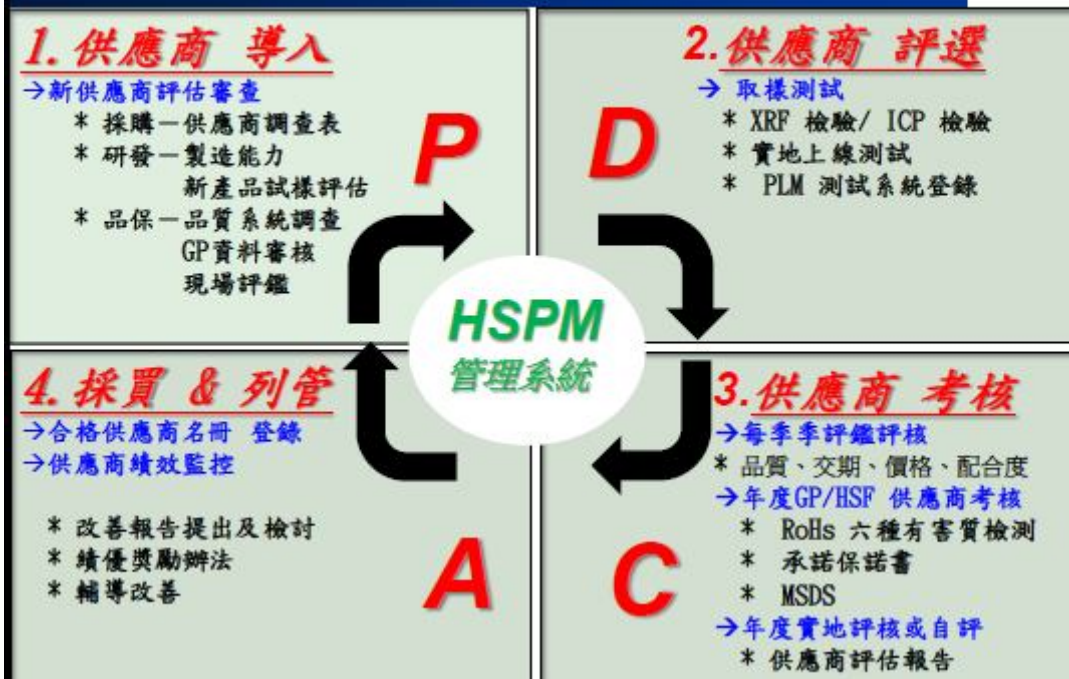 1. 供應商 導入
→新供應商評估審查
* 採購－供應商調查表
* 研發－製造能力
新產品試樣評估
* 品保－品質系統調查
GP資料審核
現場評鑑
P
2.供應商 評選
→ 取樣測試
* XRF 檢驗/ ICP 檢驗
* 實地上線測試
* PLM 測試系統登錄
D
HSPM
管理系統
3.供應商 考核
→每季季評鑑評核
* 品質、交期、價格、配合度
→年度GP/HSF 供應商考核
* RoHs 六種有害質檢測
* 承諾保諾書
* MSDS
→年度實地評核或自評
* 供應商評估報告
C
4. 採買 & 列管
→合格供應商名冊 登錄
→供應商績效監控
* 改善報告提出及檢討
* 績優獎勵辦法
* 輔導改善
A